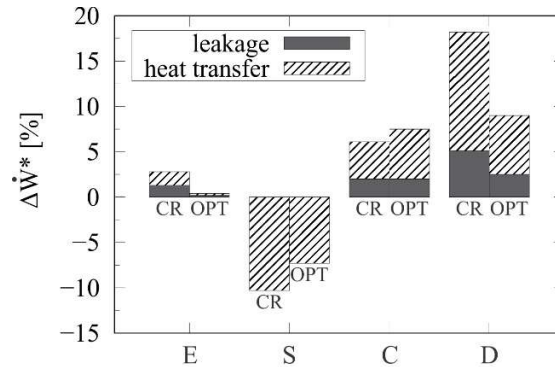 ΔẆ* [%]
20
15
10
5
0
−5
−10
−15
leakage
heat transfer
CR OPT
CR
OPT
CR OPT
CR OPT
E S C D